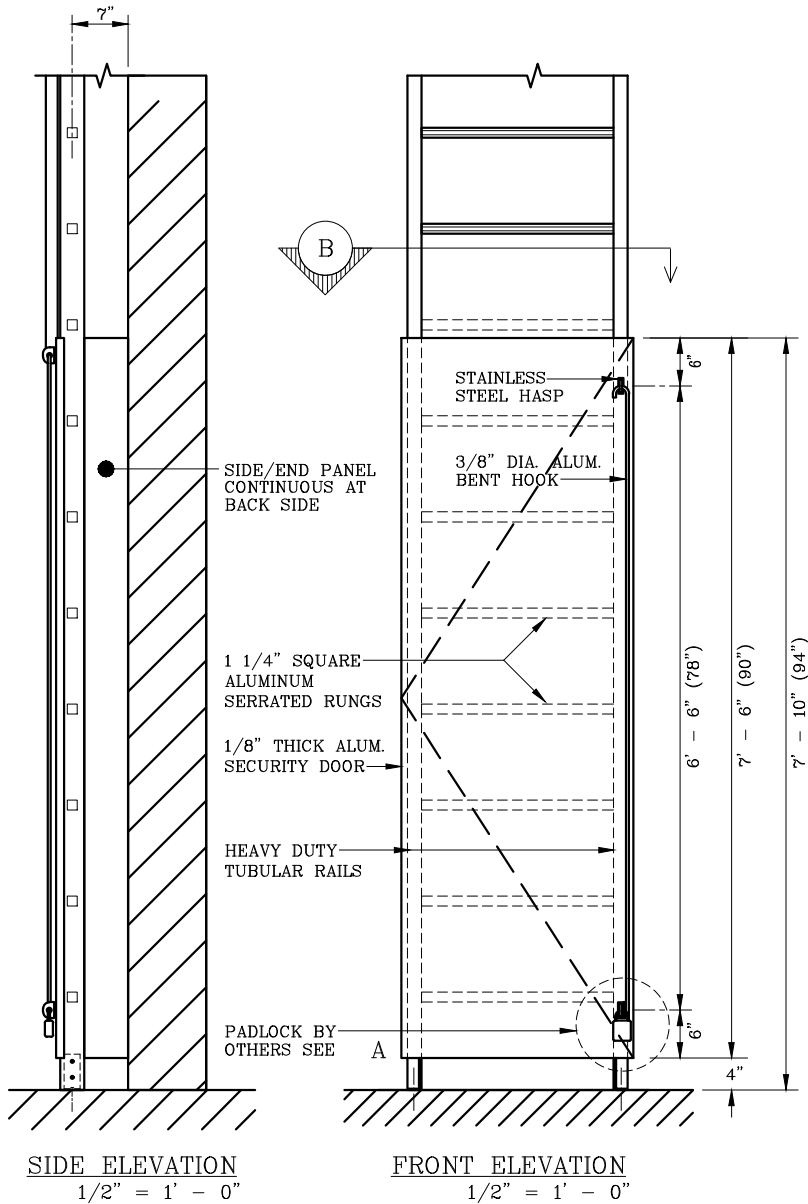 7"
B
STAINLESS
STEEL HASP
6"
3/8" DIA. ALUM.
BENT HOOK
SIDE/END PANEL
CONTINUOUS AT
BACK SIDE
1 1/4" SQUARE
ALUMINUM
SERRATED RUNGS
6' - 6" (78")
7' - 6" (90")
7' - 10" (94")
1/8" THICK ALUM.
SECURITY DOOR
HEAVY DUTY
TUBULAR RAILS
PADLOCK BY
OTHERS SEE A
6"
4"
SIDE ELEVATION
1/2" = 1' - 0"
FRONT ELEVATION
1/2" = 1' - 0"